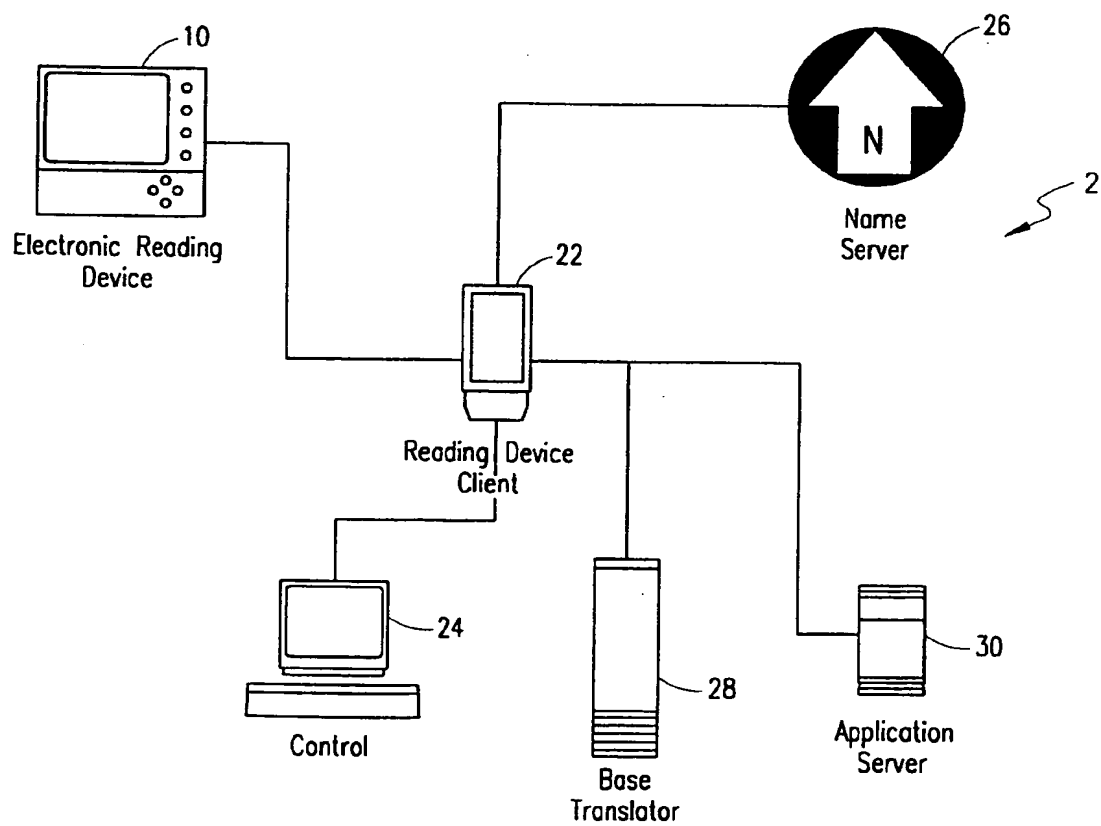 10
26
N
2
Electronic Reading
Device
Name
Server
22
Reading Device
Client
24
28
30
Control
Application
Server
Base
Translator